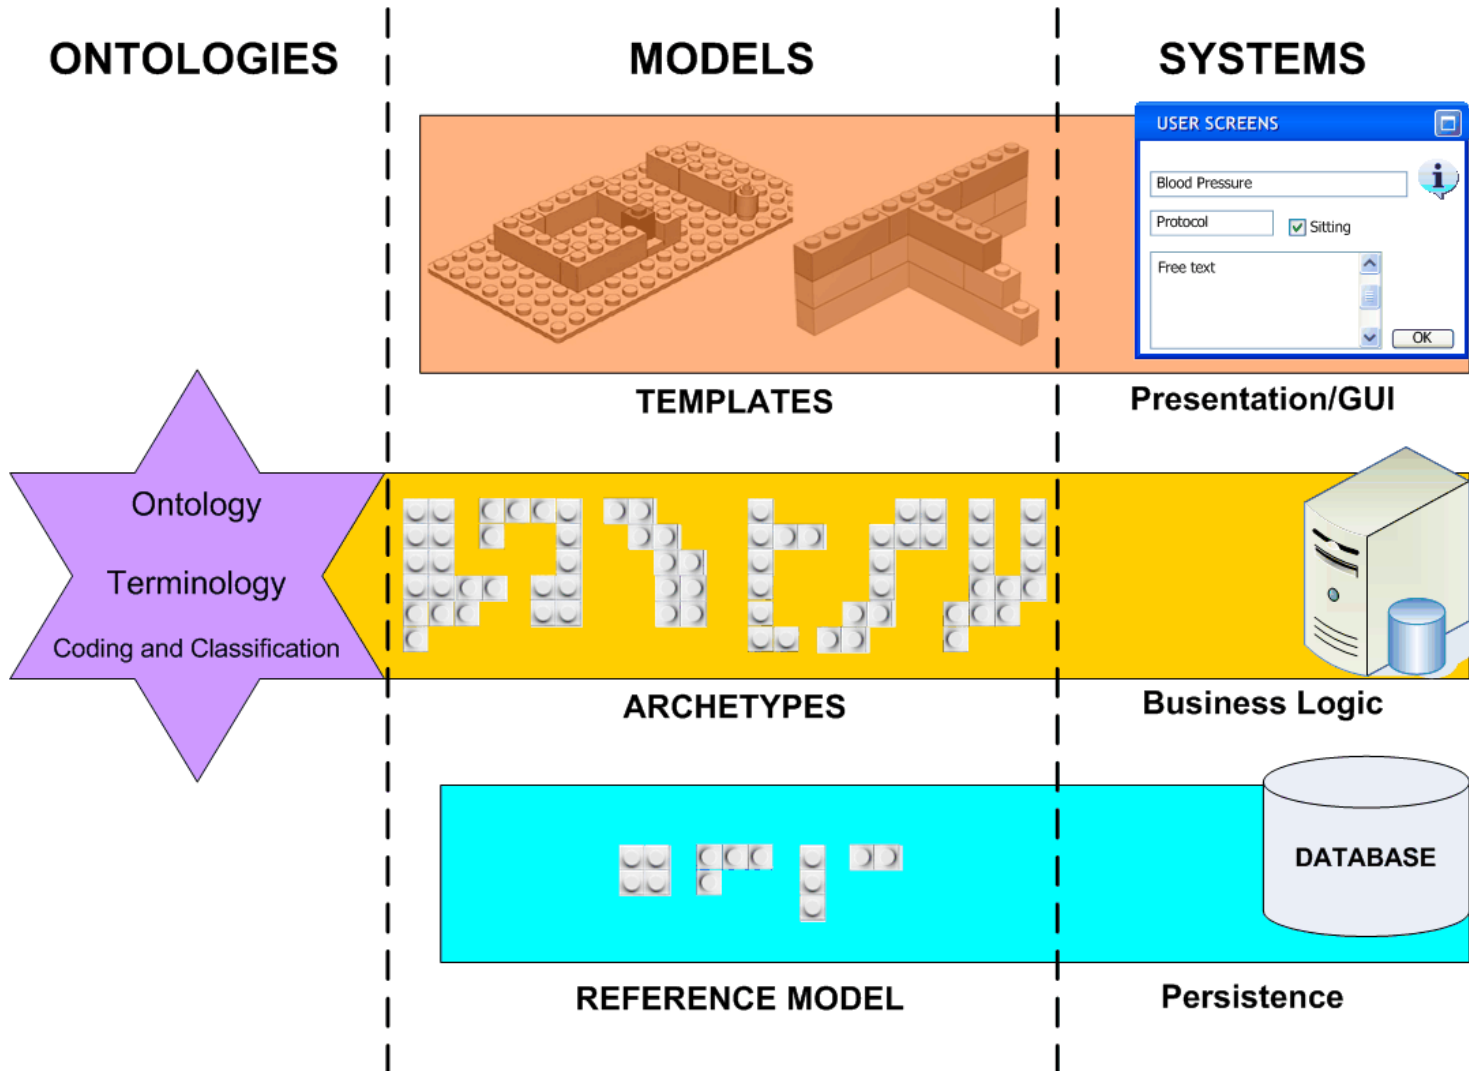 ONTOLOGIES
MODELS
SYSTEMS
USER SCREENS
Blood Pressure
Protocol
Sitting
Free text
OK
TEMPLATES
Presentation/GUI
Ontology
Terminology
Coding and Classification
ARCHETYPES
Business Logic
DATABASE
REFERENCE MODEL
Persistence